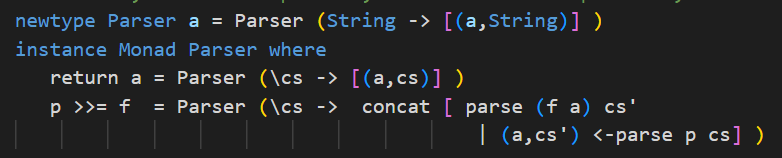 newtype Parser a = Parser (String -> [(a,String)] )
instance Monad Parser where
   return a = Parser (\cs -> [(a,cs)] )
   p >>= f  = Parser (\cs ->  concat [ parse (f a) cs'
                                     | (a,cs') <-parse p cs] )